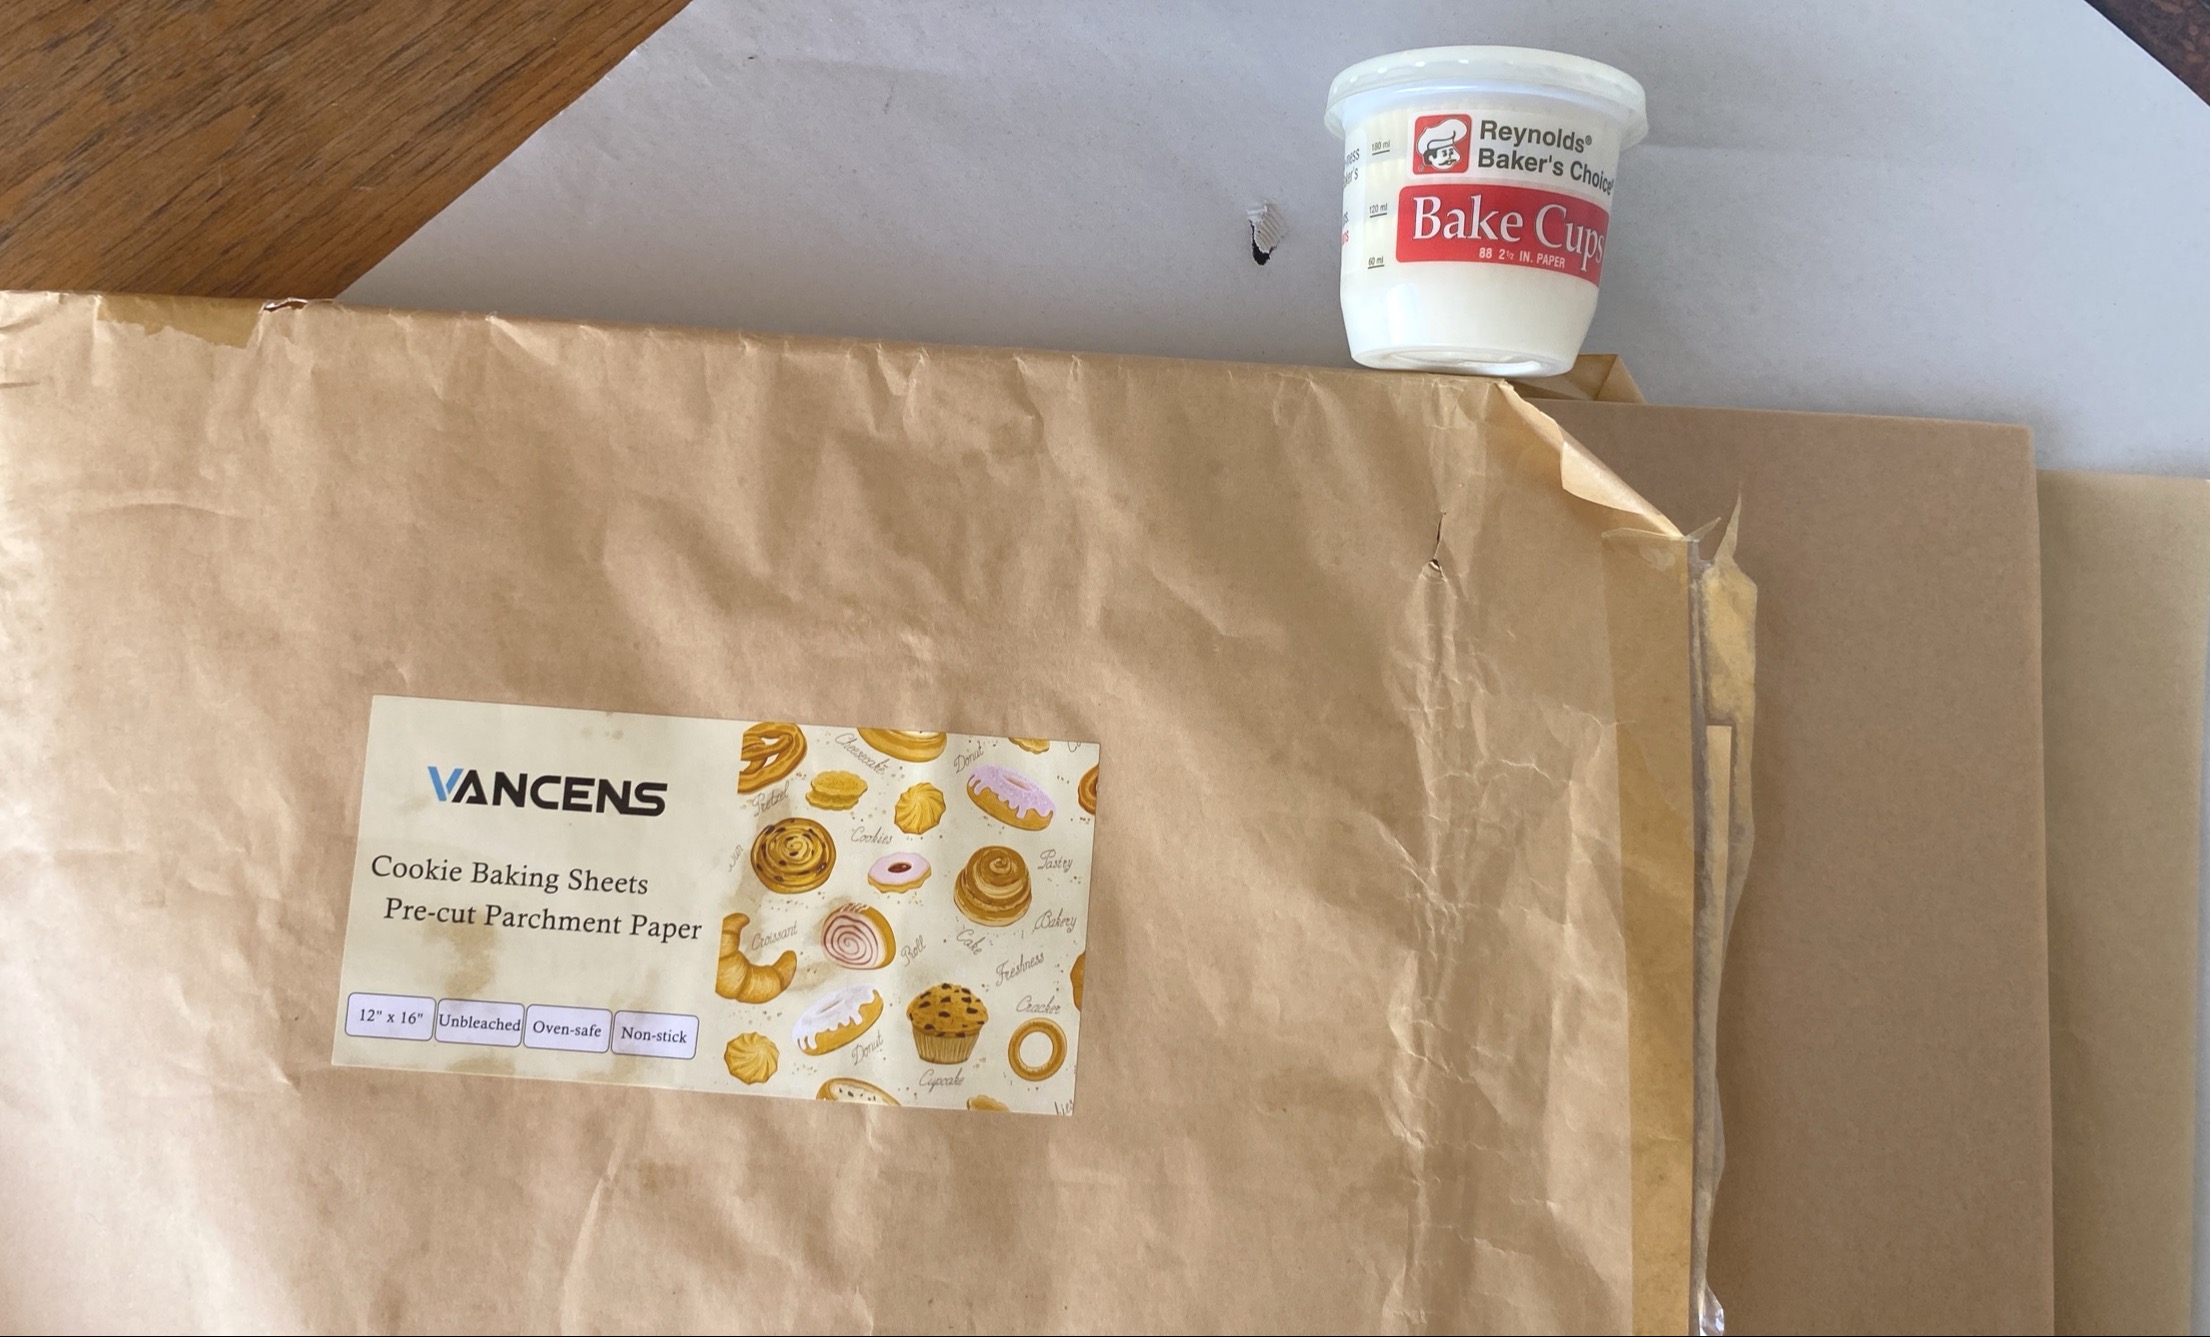 Reynolds®
Baker's Choice®
Bake Cups
88 2½ IN. PAPER
180 ml
120 ml
60 ml
VANCENS
Cookie Baking Sheets
Pre-cut Parchment Paper
12" x 16"
Unbleached
Oven-safe
Non-stick
Cheesecake
Donut
Pretzel
Cookies
Pastry
Croissant
Roll
Cake
Bakery
Freshness
Cracker
Donut
Cupcake